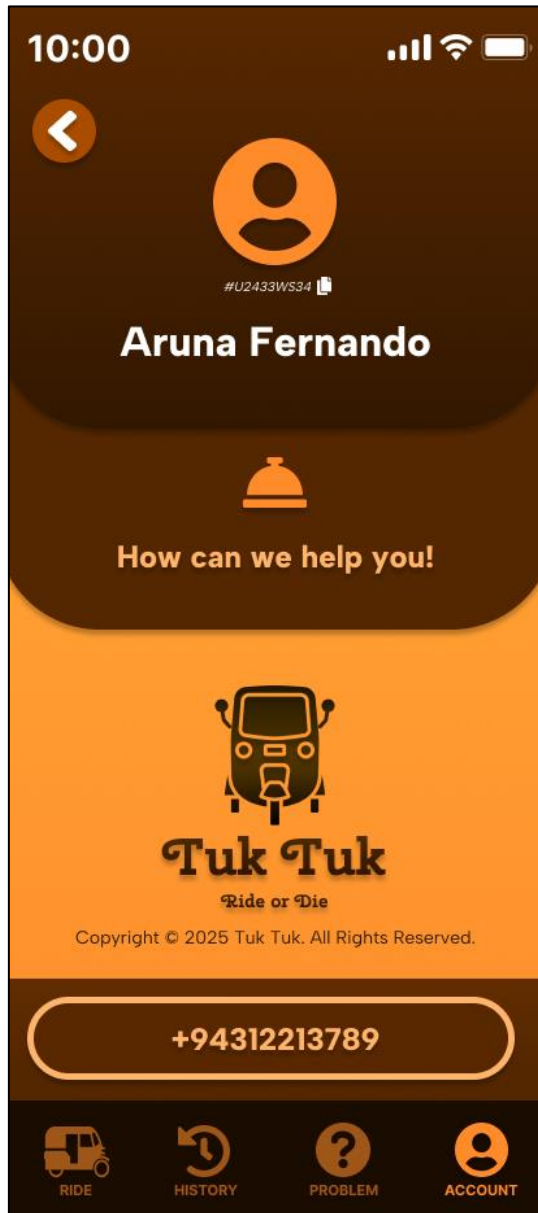 10:00
#U2433WS34
Aruna Fernando
How can we help you!
Tuk Tuk
Ride or Die
Copyright © 2025 Tuk Tuk. All Rights Reserved.
+94312213789
RIDE HISTORY PROBLEM ACCOUNT